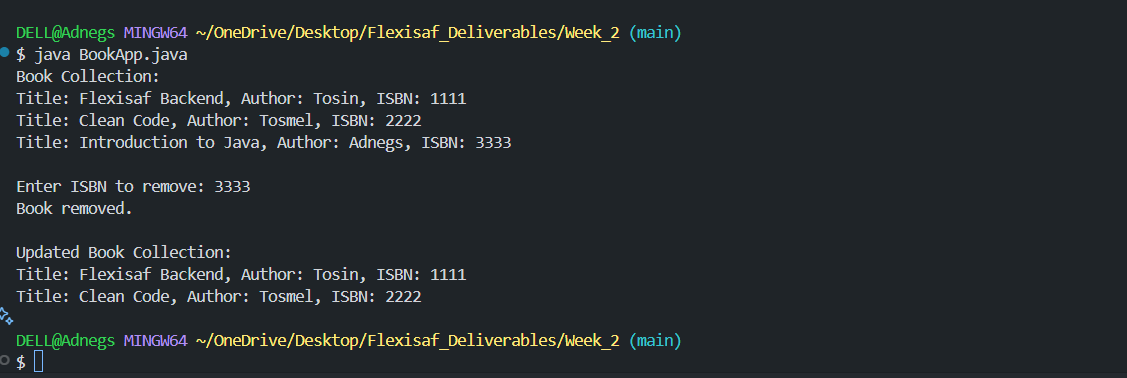 DELL@Adnegs MINGW64 ~/OneDrive/Desktop/Flexisaf_Deliverables/Week_2 (main)
$ java BookApp.java
Book Collection:
Title: Flexisaf Backend, Author: Tosin, ISBN: 1111
Title: Clean Code, Author: Tosmel, ISBN: 2222
Title: Introduction to Java, Author: Adnegs, ISBN: 3333
Enter ISBN to remove: 3333
Book removed.
Updated Book Collection:
Title: Flexisaf Backend, Author: Tosin, ISBN: 1111
Title: Clean Code, Author: Tosmel, ISBN: 2222
DELL@Adnegs MINGW64 ~/OneDrive/Desktop/Flexisaf_Deliverables/Week_2 (main)
$